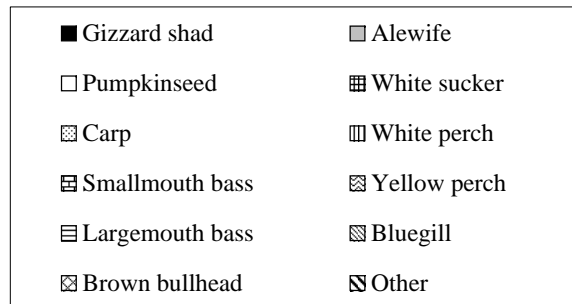 Gizzard shad Alewife
Pumpkinseed White sucker
Carp White perch
Smallmouth bass Yellow perch
Largemouth bass Bluegill
Brown bullhead Other